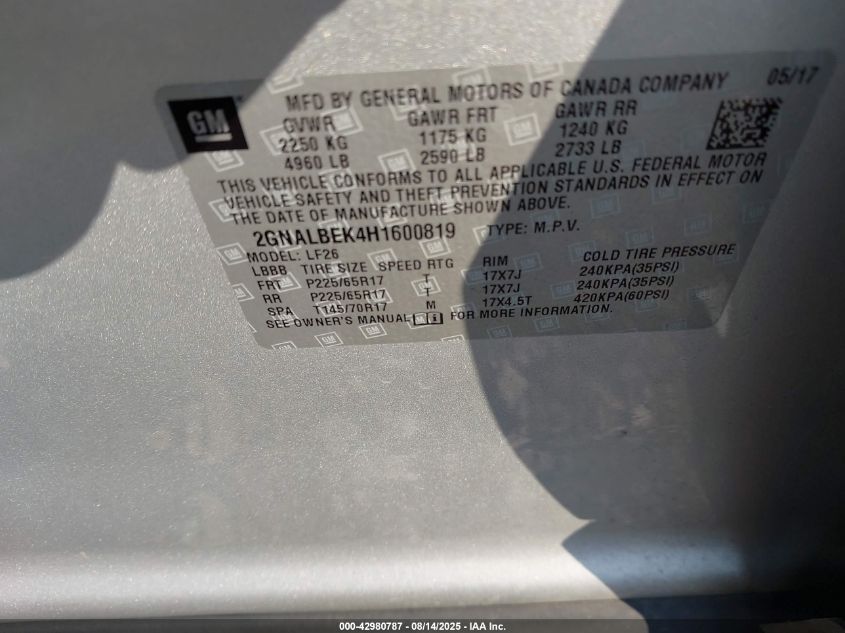 MFD BY GENERAL MOTORS OF CANADA COMPANY 05/17
GM
GVWR GAWR FRT GAWR RR
2250 KG 1175 KG 1240 KG
4960 LB 2590 LB 2733 LB
THIS VEHICLE CONFORMS TO ALL APPLICABLE U.S. FEDERAL MOTOR
VEHICLE SAFETY AND THEFT PREVENTION STANDARDS IN EFFECT ON
THE DATE OF MANUFACTURE SHOWN ABOVE.
2GNALBEK4H1600819 TYPE: M.P.V.
MODEL: LF26
LBBB TIRE SIZE SPEED RTG RIM COLD TIRE PRESSURE
FRT P225/65R17 T 17X7J 240KPA(35PSI)
RR P225/65R17 T 17X7J 240KPA(35PSI)
SPA T145/70R17 M 17X4.5T 420KPA(60PSI)
SEE OWNER'S MANUAL FOR MORE INFORMATION.
000-42980787 - 08/14/2025 - IAA Inc.